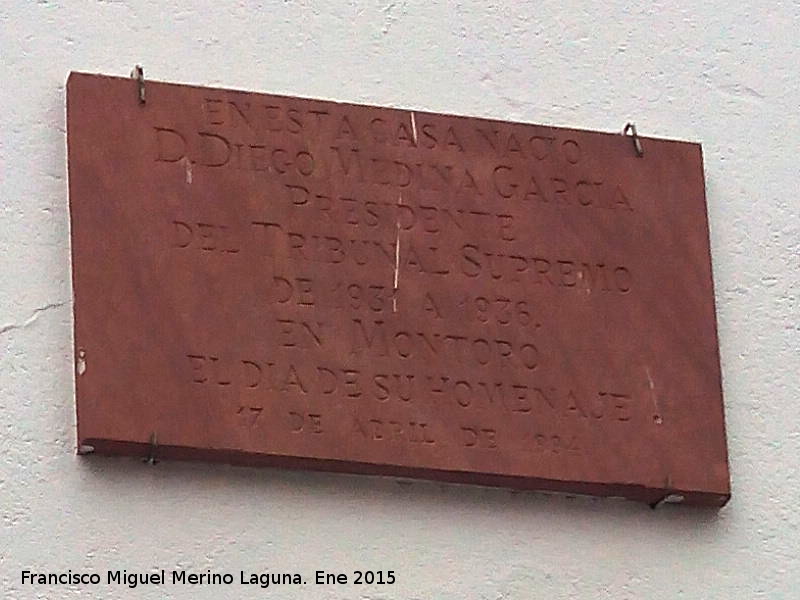 EN ESTA CASA NACIO
D. DIEGO MEDINA GARCIA
PRESIDENTE
DEL TRIBUNAL SUPREMO
DE 1931 A 1936.
EN MONTORO
EL DIA DE SU HOMENAJE
17 DE ABRIL DE 1994
Francisco Miguel Merino Laguna. Ene 2015